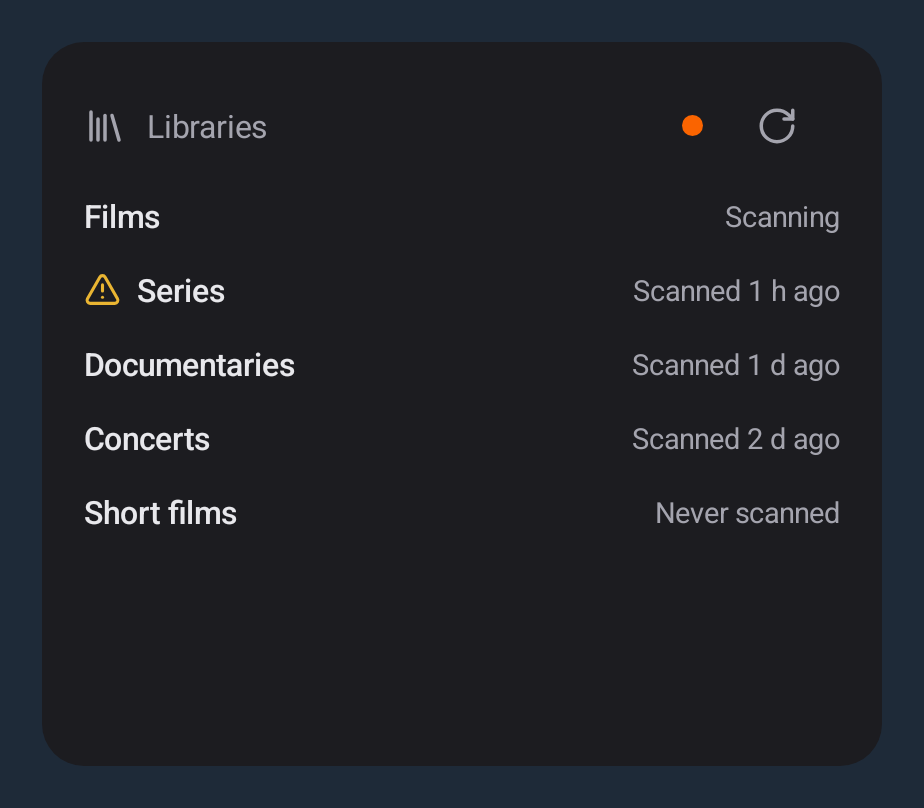 Libraries
Films Scanning
Series Scanned 1 h ago
Documentaries Scanned 1 d ago
Concerts Scanned 2 d ago
Short films Never scanned